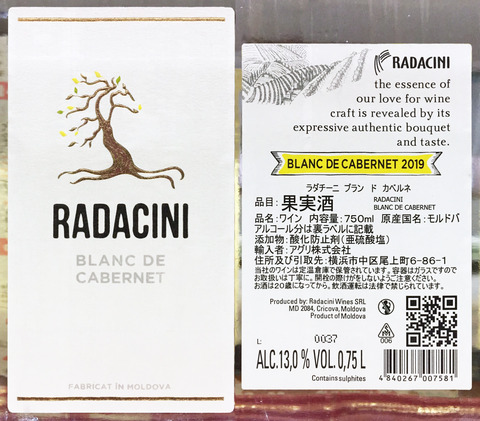 RADACINI
BLANC DE
CABERNET
FABRICAT ÎN MOLDOVA
RADACINI
the essence of
our love for wine
craft is revealed by its
expressive authentic bouquet
and taste.
BLANC DE CABERNET 2019
ラダチーニ ブラン ド カベルネ
品目: 果実酒 RADACINI
BLANC DE CABERNET
品名:ワイン 内容量:750ml 原産国名:モルドバ
アルコール分は裏ラベルに記載
添加物:酸化防止剤(亜硫酸塩)
輸入者:アグリ株式会社
住所及び引取先:横浜市中区尾上町6-86-1
当社のワインは定温倉庫で保管されています。容器はガラスですので
お取扱いは丁寧に。開栓の際けがをしないようご注意ください。
お酒は20歳になってから。飲酒運転は法律で禁じられています。
Produced by: Radacini Wines SRL
MD 2084, Cricova, Moldova
Product of Moldova
006
L: 0037
ALC.13,0 % VOL. 0,75 L
Contains sulphites
4 840267 007581